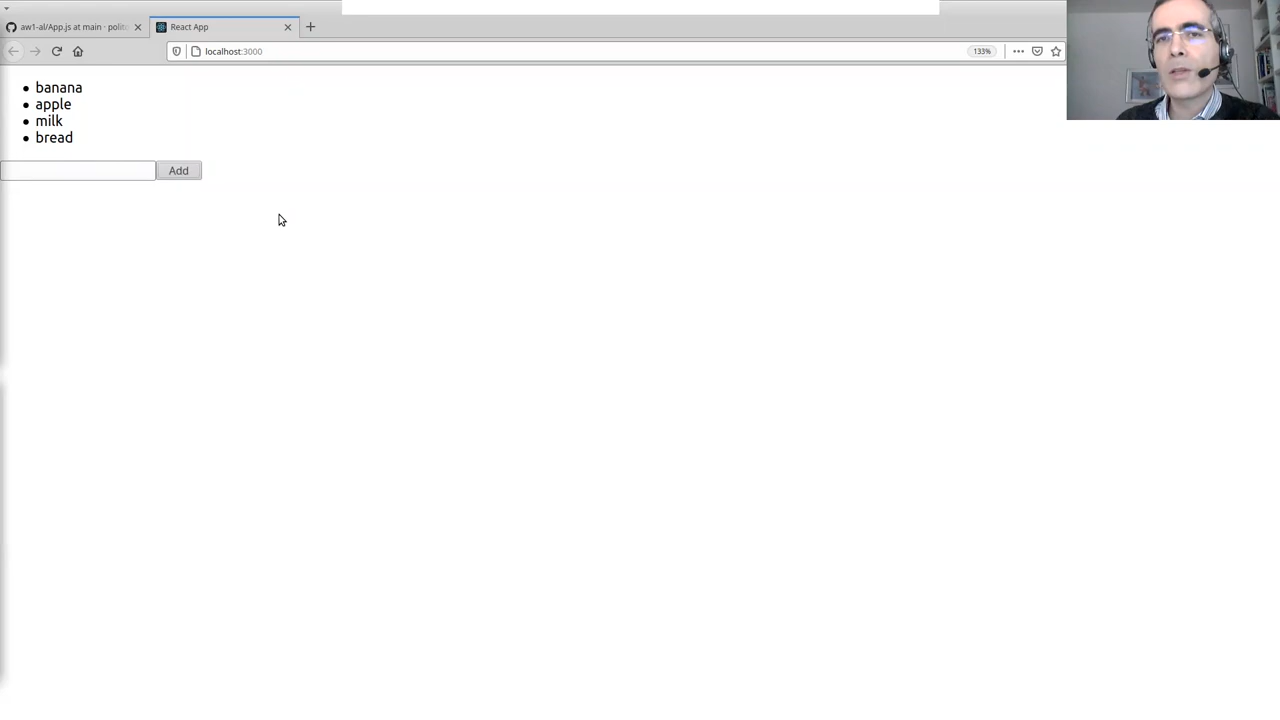 aw1-al/App.js at main · polit
React App
localhost:3000
133%
banana
apple
milk
bread
Add